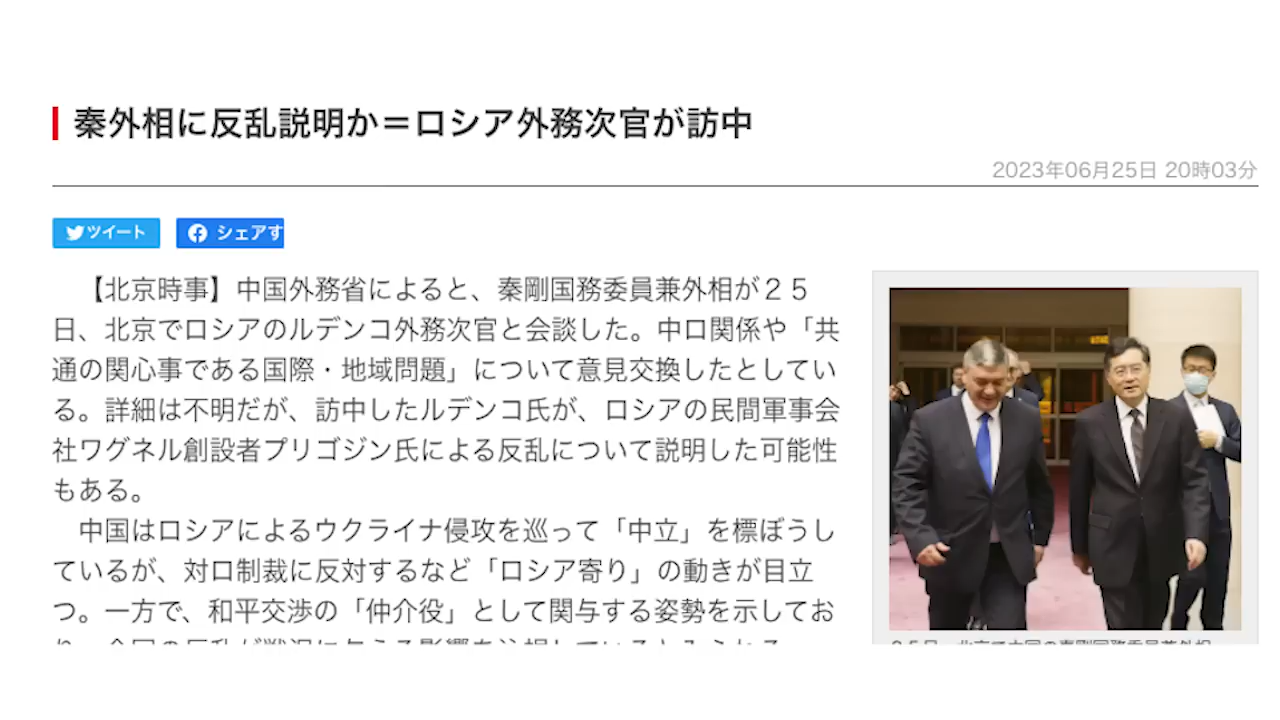 秦外相に反乱説明か＝ロシア外務次官が訪中
2023年06月25日 20時03分
ツイート
シェアす
【北京時事】中国外務省によると、秦剛国務委員兼外相が２５
日、北京でロシアのルデンコ外務次官と会談した。中ロ関係や「共
通の関心事である国際・地域問題」について意見交換したとしてい
る。詳細は不明だが、訪中したルデンコ氏が、ロシアの民間軍事会
社ワグネル創設者プリゴジン氏による反乱について説明した可能性
もある。
中国はロシアによるウクライナ侵攻を巡って「中立」を標ぼうし
ているが、対ロ制裁に反対するなど「ロシア寄り」の動きが目立
つ。一方で、和平交渉の「仲介役」として関与する姿勢を示してお